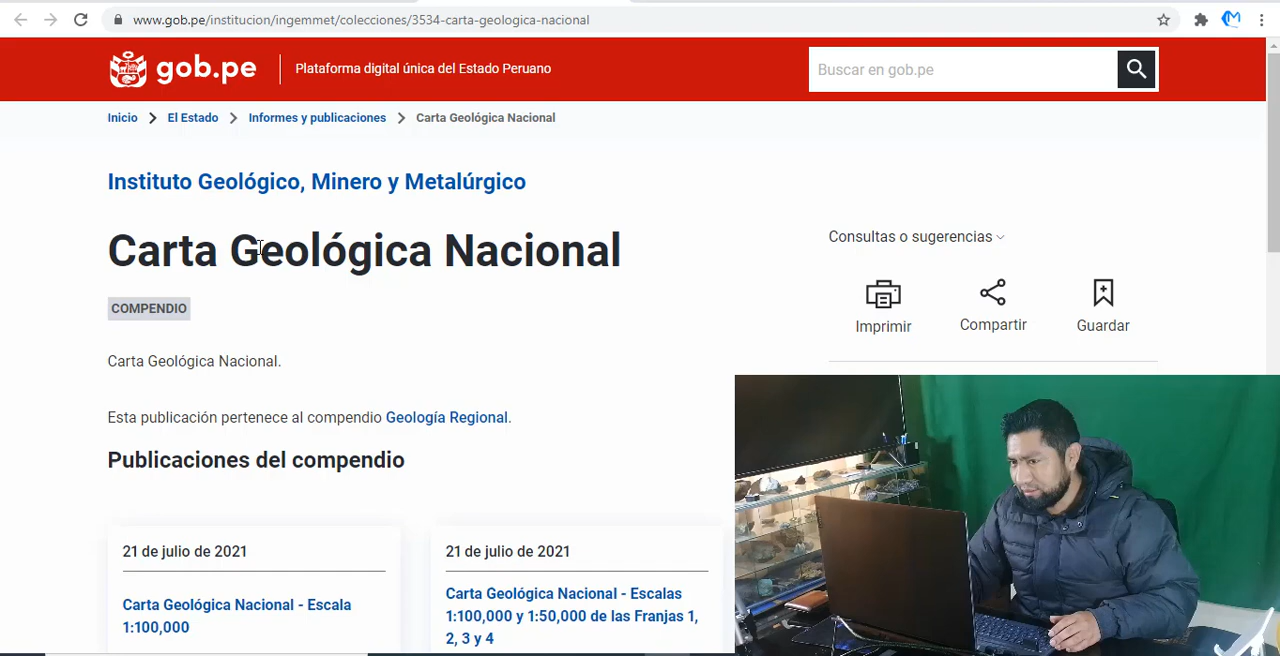 www.gob.pe/institucion/ingemmet/colecciones/3534-carta-geologica-nacional
gob.pe
Plataforma digital única del Estado Peruano
Buscar en gob.pe
Inicio
El Estado
Informes y publicaciones
Carta Geológica Nacional
Instituto Geológico, Minero y Metalúrgico
Carta Geológica Nacional
Consultas o sugerencias
COMPENDIO
Imprimir
Compartir
Guardar
Carta Geológica Nacional.
Esta publicación pertenece al compendio Geología Regional.
Publicaciones del compendio
21 de julio de 2021
Carta Geológica Nacional - Escala
1:100,000
21 de julio de 2021
Carta Geológica Nacional - Escalas
1:100,000 y 1:50,000 de las Franjas 1,
2, 3 y 4